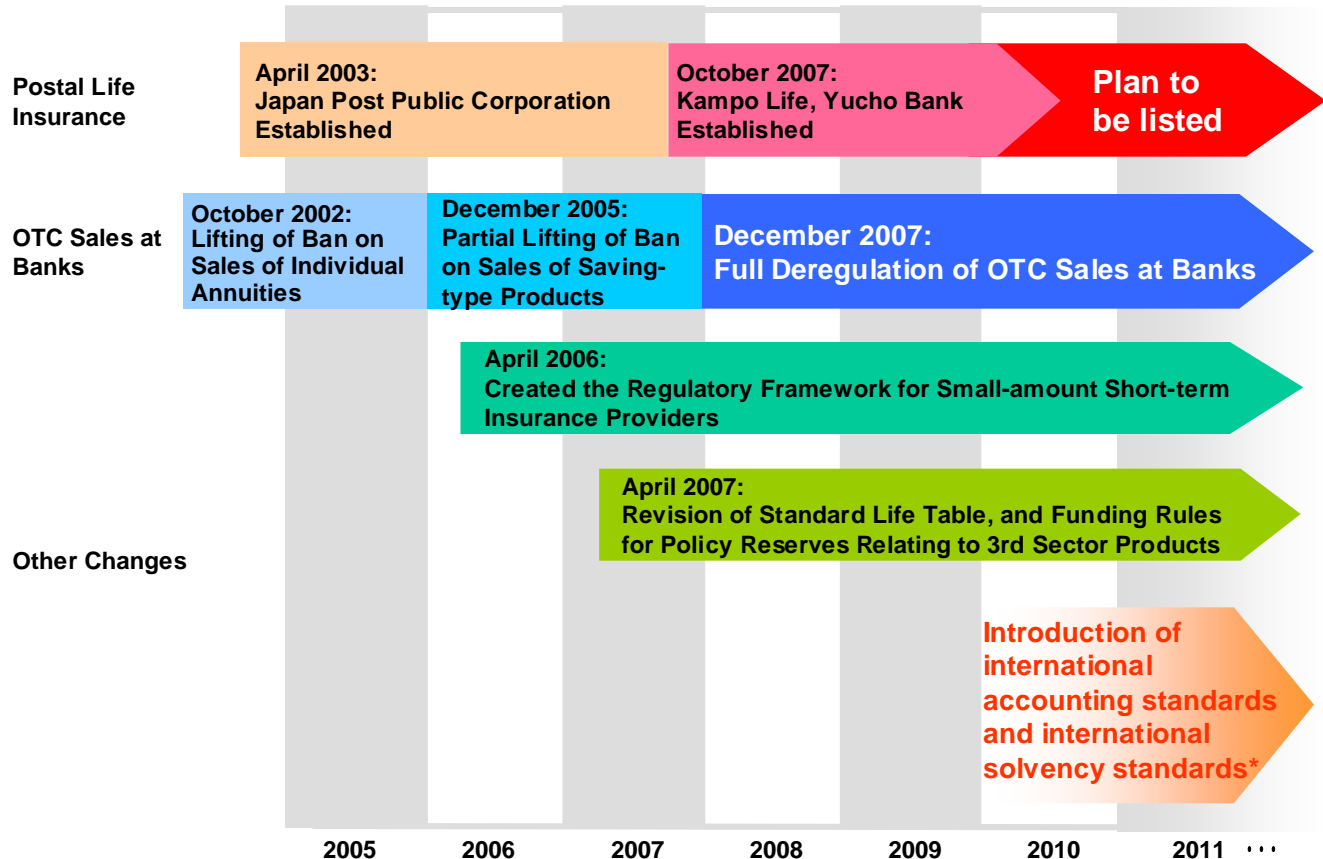 Postal Life
Insurance
April 2003:
Japan Post Public Corporation
Established
October 2007:
Kampo Life, Yucho Bank
Established
Plan to
be listed
OTC Sales at
Banks
October 2002:
Lifting of Ban on
Sales of Individual
Annuities
December 2005:
Partial Lifting of Ban
on Sales of Saving-
type Products
December 2007:
Full Deregulation of OTC Sales at Banks
April 2006:
Created the Regulatory Framework for Small-amount Short-term
Insurance Providers
Other Changes
April 2007:
Revision of Standard Life Table, and Funding Rules
for Policy Reserves Relating to 3rd Sector Products
Introduction of
international
accounting standards
and international
solvency standards*
2005 2006 2007 2008 2009 2010 2011 ···